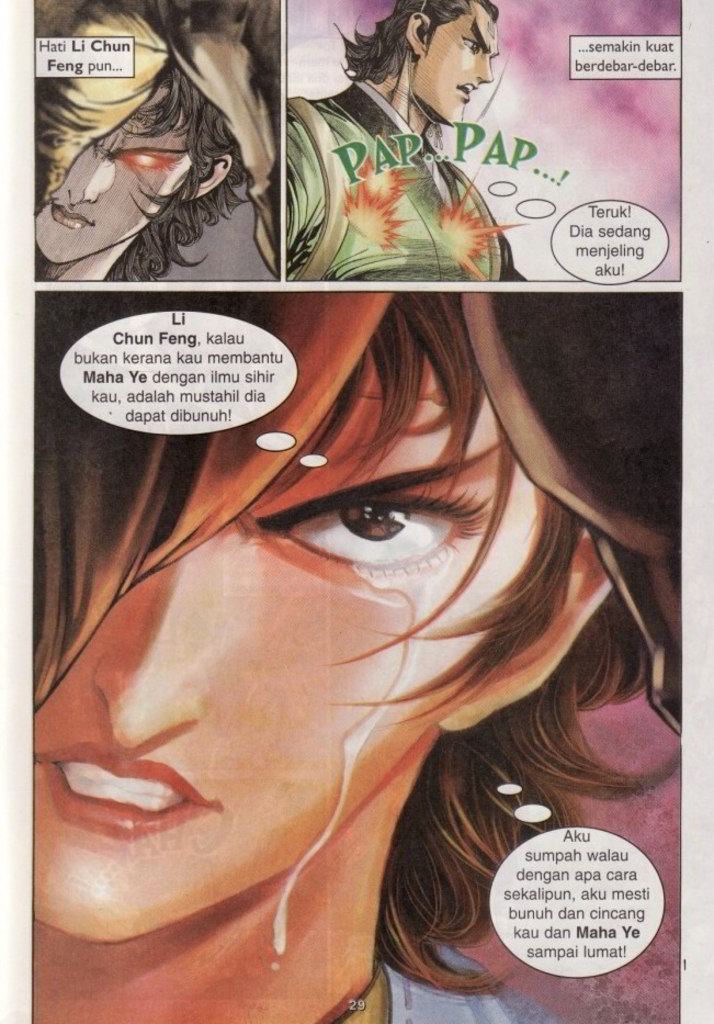 Hati Li Chun
Feng pun...
...semakin kuat
berdebar-debar.
PAP...PAP...!
Teruk!
Dia sedang
menjeling
aku!
Li
Chun Feng, kalau
bukan kerana kau membantu
Maha Ye dengan ilmu sihir
kau, adalah mustahil dia
dapat dibunuh!
Aku
sumpah walau
dengan apa cara
sekalipun, aku mesti
bunuh dan cincang
kau dan Maha Ye
sampai lumat!
29